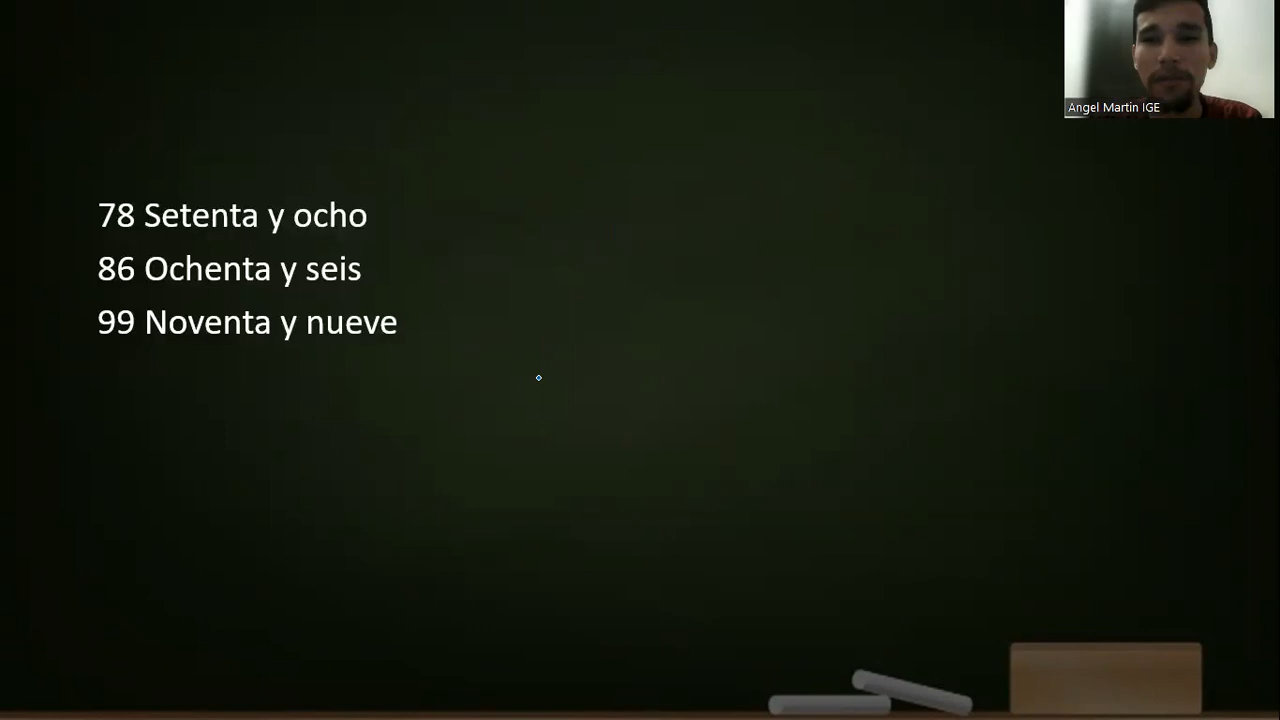 Angel Martin IGE
78 Setenta y ocho
86 Ochenta y seis
99 Noventa y nueve